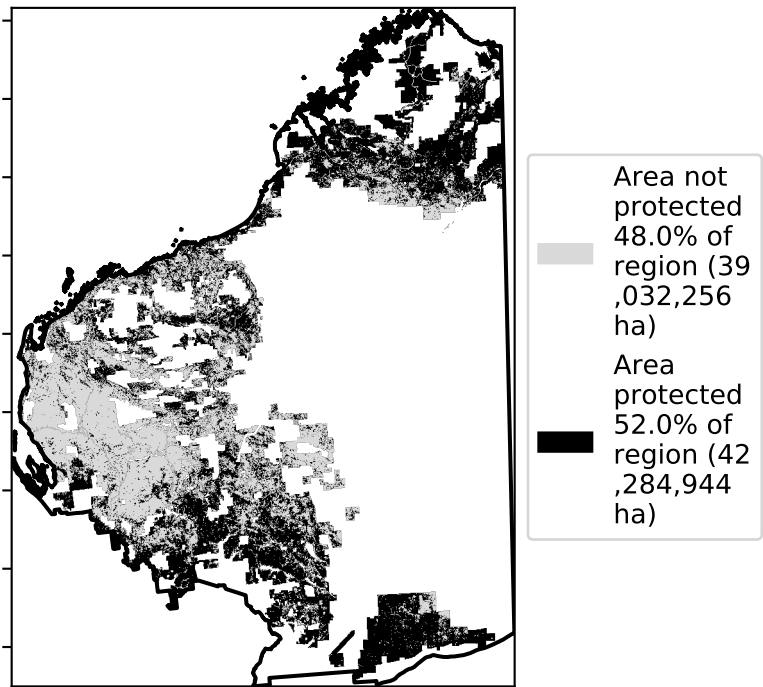 Area not
protected
48.0% of
region (39
,032,256
ha)
Area
protected
52.0% of
region (42
,284,944
ha)